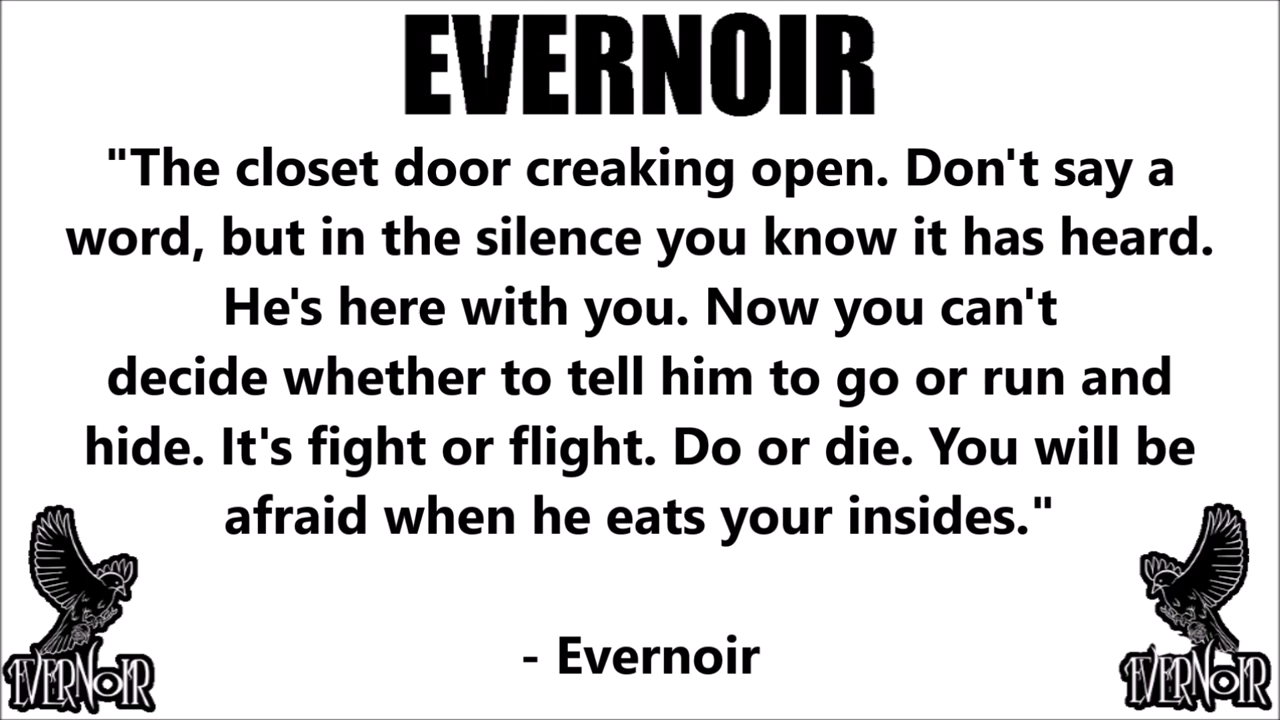 EVERNOIR
"The closet door creaking open. Don't say a
word, but in the silence you know it has heard.
He's here with you. Now you can't
decide whether to tell him to go or run and
hide. It's fight or flight. Do or die. You will be
afraid when he eats your insides."
- Evernoir
EVERNOIR
EVERNOIR